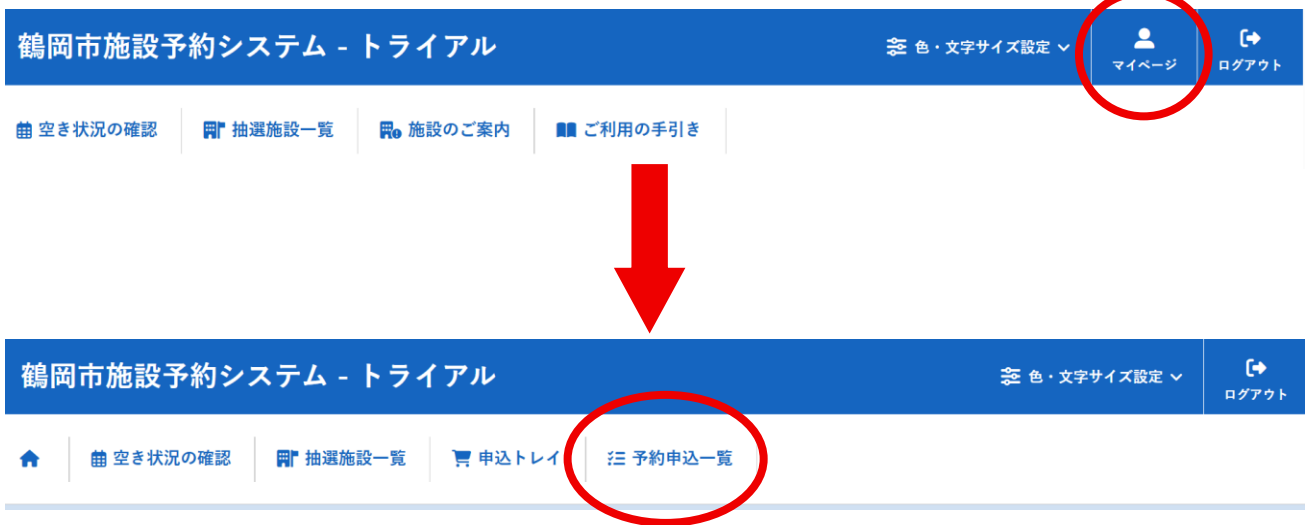 鶴岡市施設予約システム - トライアル 色・文字サイズ設定 マイページ ログアウト
空き状況の確認 抽選施設一覧 施設のご案内 ご利用の手引き
鶴岡市施設予約システム - トライアル 色・文字サイズ設定 ログアウト
空き状況の確認 抽選施設一覧 申込トレイ 予約申込一覧